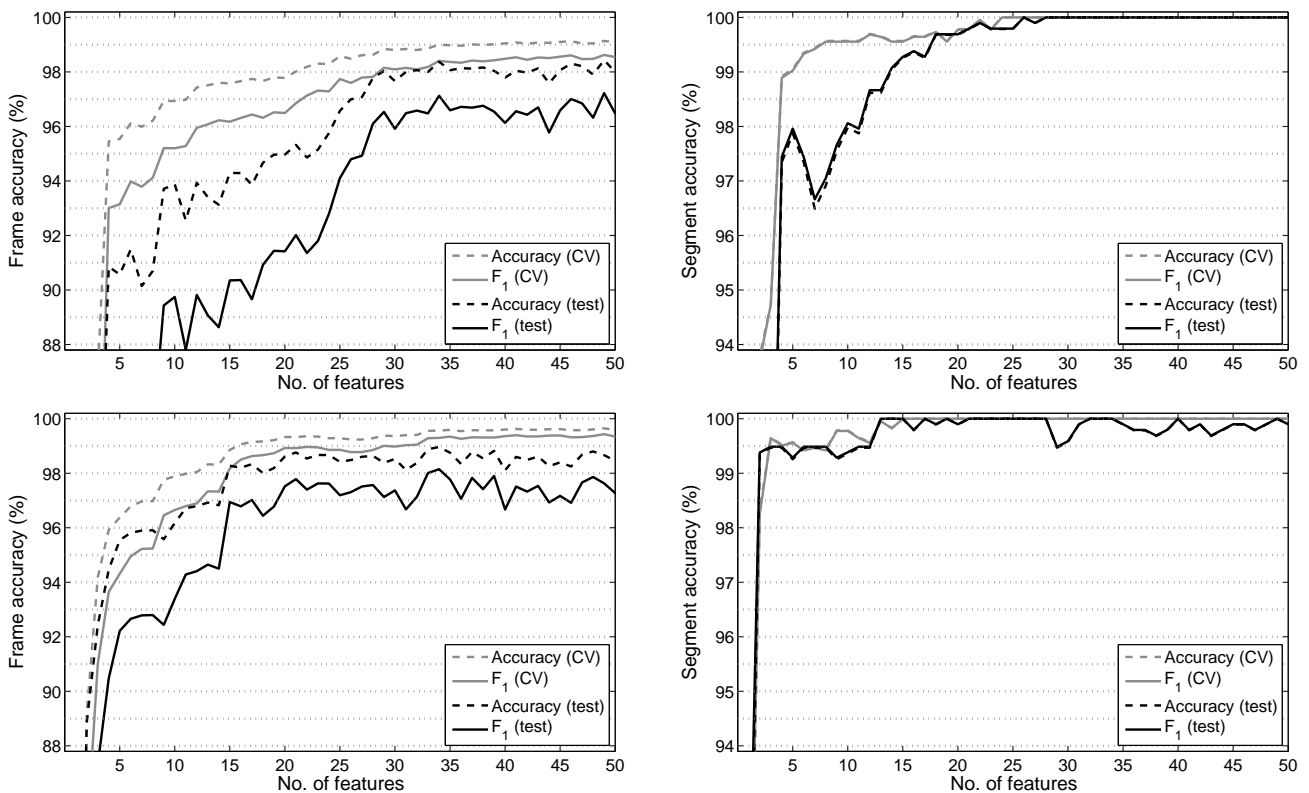 100
98
96
94
92
90
88
Frame accuracy (%)
5 10 15 20 25 30 35 40 45 50
No. of features
Accuracy (CV)
F1 (CV)
Accuracy (test)
F1 (test)
100
99
98
97
96
95
94
Segment accuracy (%)
5 10 15 20 25 30 35 40 45 50
No. of features
Accuracy (CV)
F1 (CV)
Accuracy (test)
F1 (test)
100
98
96
94
92
90
88
Frame accuracy (%)
5 10 15 20 25 30 35 40 45 50
No. of features
Accuracy (CV)
F1 (CV)
Accuracy (test)
F1 (test)
100
99
98
97
96
95
94
Segment accuracy (%)
5 10 15 20 25 30 35 40 45 50
No. of features
Accuracy (CV)
F1 (CV)
Accuracy (test)
F1 (test)